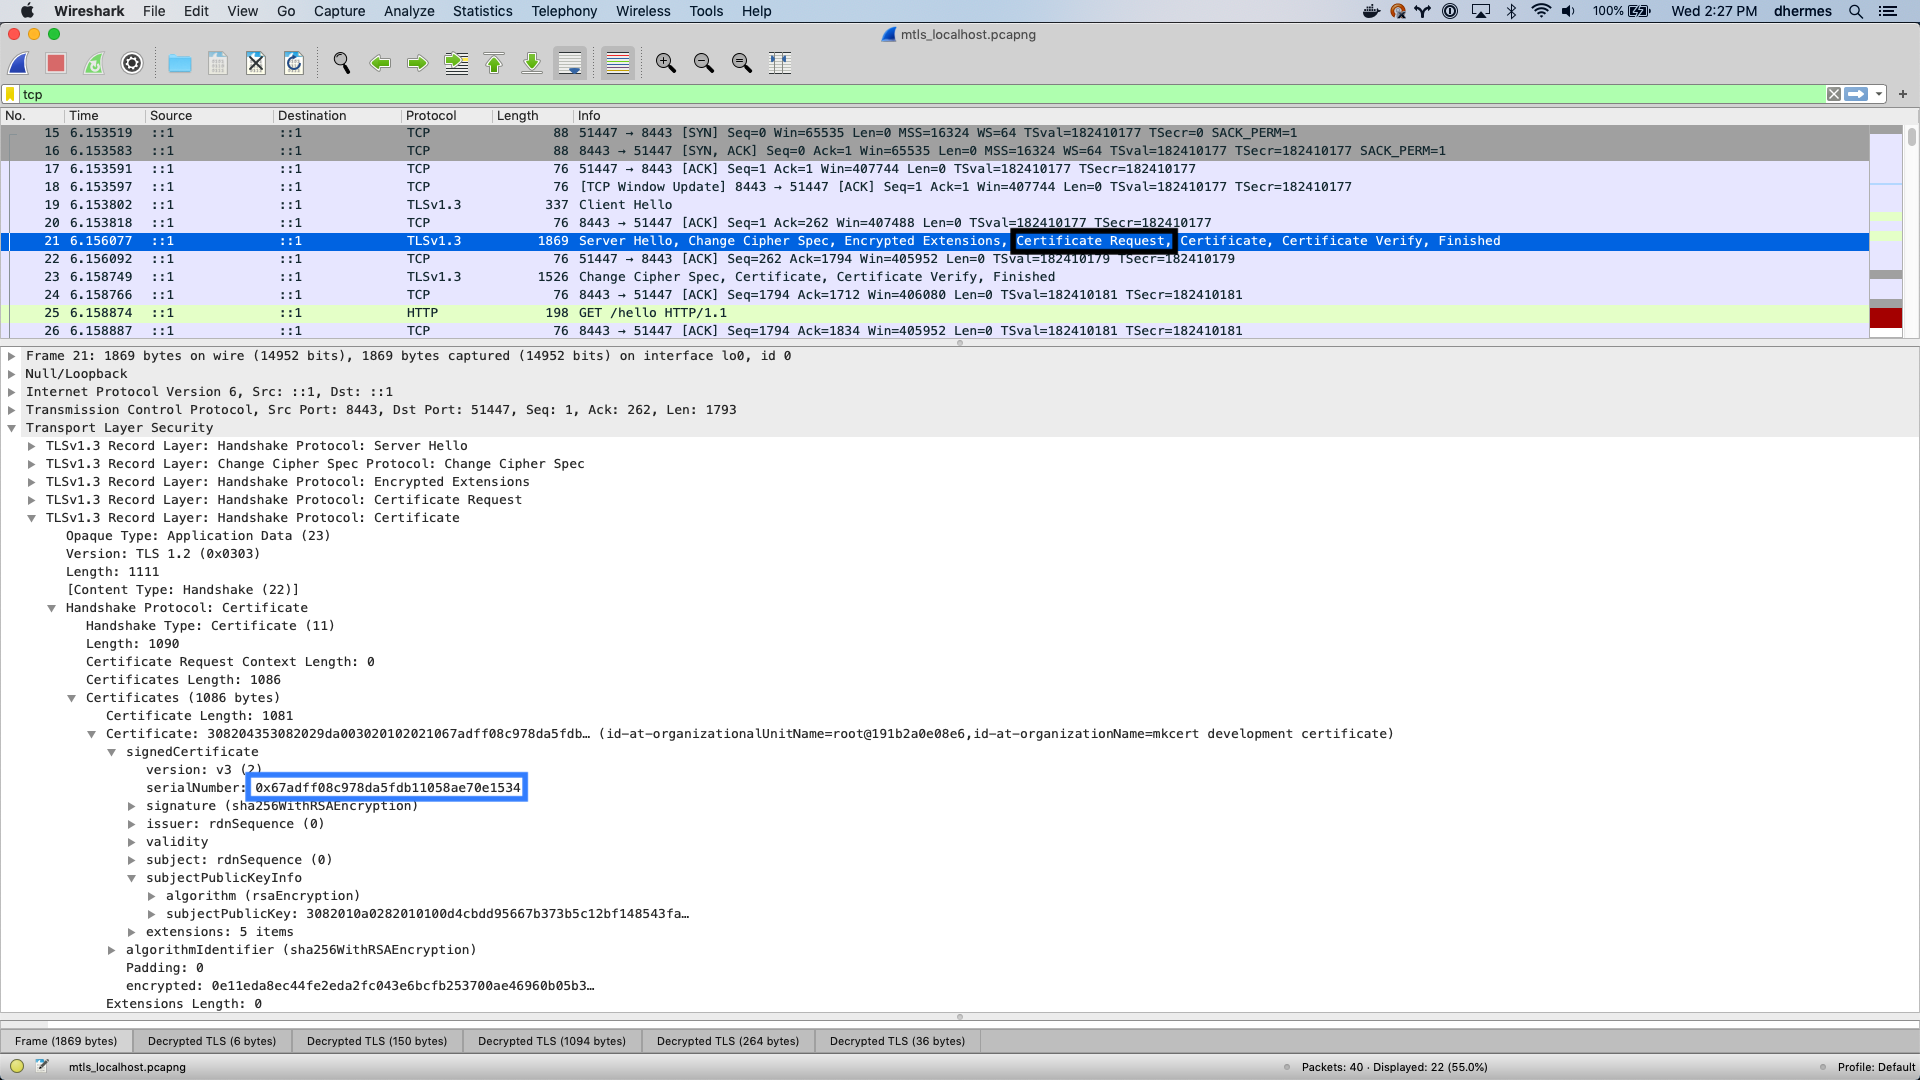 Wireshark File Edit View Go Capture Analyze Statistics Telephony Wireless Tools Help 100% Wed 2:27 PM dhermes
mtls_localhost.pcapng
tcp
No. Time Source Destination Protocol Length Info
15 6.153519 ::1 ::1 TCP 88 51447 → 8443 [SYN] Seq=0 Win=65535 Len=0 MSS=16324 WS=64 TSval=182410177 TSecr=0 SACK_PERM=1
16 6.153583 ::1 ::1 TCP 88 8443 → 51447 [SYN, ACK] Seq=0 Ack=1 Win=65535 Len=0 MSS=16324 WS=64 TSval=182410177 TSecr=182410177 SACK_PERM=1
17 6.153591 ::1 ::1 TCP 76 51447 → 8443 [ACK] Seq=1 Ack=1 Win=407744 Len=0 TSval=182410177 TSecr=182410177
18 6.153597 ::1 ::1 TCP 76 [TCP Window Update] 8443 → 51447 [ACK] Seq=1 Ack=1 Win=407744 Len=0 TSval=182410177 TSecr=182410177
19 6.153802 ::1 ::1 TLSv1.3 337 Client Hello
20 6.153818 ::1 ::1 TCP 76 8443 → 51447 [ACK] Seq=1 Ack=262 Win=407488 Len=0 TSval=182410177 TSecr=182410177
21 6.156077 ::1 ::1 TLSv1.3 1869 Server Hello, Change Cipher Spec, Encrypted Extensions, Certificate Request, Certificate, Certificate Verify, Finished
22 6.156092 ::1 ::1 TCP 76 51447 → 8443 [ACK] Seq=262 Ack=1794 Win=405952 Len=0 TSval=182410179 TSecr=182410179
23 6.158749 ::1 ::1 TLSv1.3 1526 Change Cipher Spec, Certificate, Certificate Verify, Finished
24 6.158766 ::1 ::1 TCP 76 8443 → 51447 [ACK] Seq=1794 Ack=1712 Win=406080 Len=0 TSval=182410181 TSecr=182410181
25 6.158874 ::1 ::1 HTTP 198 GET /hello HTTP/1.1
26 6.158887 ::1 ::1 TCP 76 8443 → 51447 [ACK] Seq=1794 Ack=1834 Win=405952 Len=0 TSval=182410181 TSecr=182410181
Frame 21: 1869 bytes on wire (14952 bits), 1869 bytes captured (14952 bits) on interface lo0, id 0
Null/Loopback
Internet Protocol Version 6, Src: ::1, Dst: ::1
Transmission Control Protocol, Src Port: 8443, Dst Port: 51447, Seq: 1, Ack: 262, Len: 1793
Transport Layer Security
TLSv1.3 Record Layer: Handshake Protocol: Server Hello
TLSv1.3 Record Layer: Change Cipher Spec Protocol: Change Cipher Spec
TLSv1.3 Record Layer: Handshake Protocol: Encrypted Extensions
TLSv1.3 Record Layer: Handshake Protocol: Certificate Request
TLSv1.3 Record Layer: Handshake Protocol: Certificate
Opaque Type: Application Data (23)
Version: TLS 1.2 (0x0303)
Length: 1111
[Content Type: Handshake (22)]
Handshake Protocol: Certificate
Handshake Type: Certificate (11)
Length: 1090
Certificate Request Context Length: 0
Certificates Length: 1086
Certificates (1086 bytes)
Certificate Length: 1081
Certificate: 308204353082029da003020102021067adff08c978da5fdb… (id-at-organizationalUnitName=root@191b2a0e08e6,id-at-organizationName=mkcert development certificate)
signedCertificate
version: v3 (2)
serialNumber: 0x67adff08c978da5fdb11058ae70e1534
signature (sha256WithRSAEncryption)
issuer: rdnSequence (0)
validity
subject: rdnSequence (0)
subjectPublicKeyInfo
algorithm (rsaEncryption)
subjectPublicKey: 3082010a0282010100d4cbdd95667b373b5c12bf148543fa…
extensions: 5 items
algorithmIdentifier (sha256WithRSAEncryption)
Padding: 0
encrypted: 0e11eda8ec44fe2eda2fc043e6bcfb253700ae46960b05b3…
Extensions Length: 0
Frame (1869 bytes) Decrypted TLS (6 bytes) Decrypted TLS (150 bytes) Decrypted TLS (1094 bytes) Decrypted TLS (264 bytes) Decrypted TLS (36 bytes)
mtls_localhost.pcapng Packets: 40 · Displayed: 22 (55.0%) Profile: Default